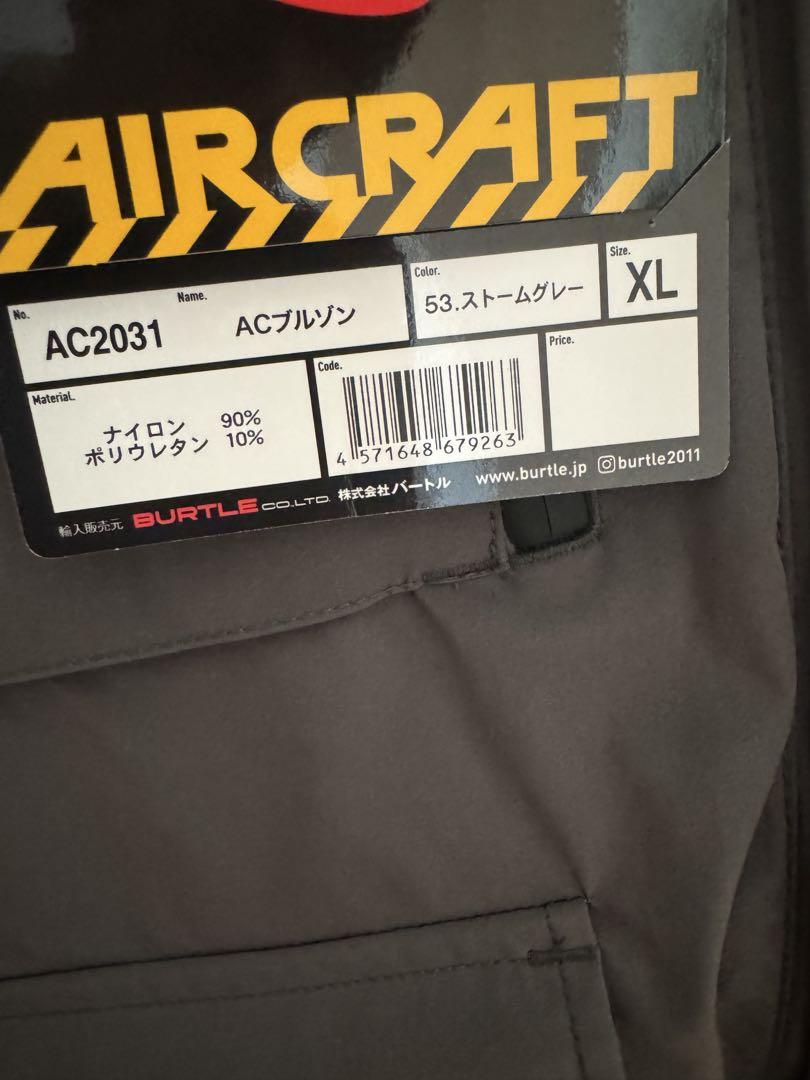 AIRCRAFT
No.
AC2031
Name.
ACブルゾン
Color.
53.ストームグレー
Size.
XL
Material.
ナイロン 90%
ポリウレタン 10%
Code.
4 571648 679263
Price.
輸入販売元 BURTLE CO.,LTD. 株式会社バートル www.burtle.jp burtle2011